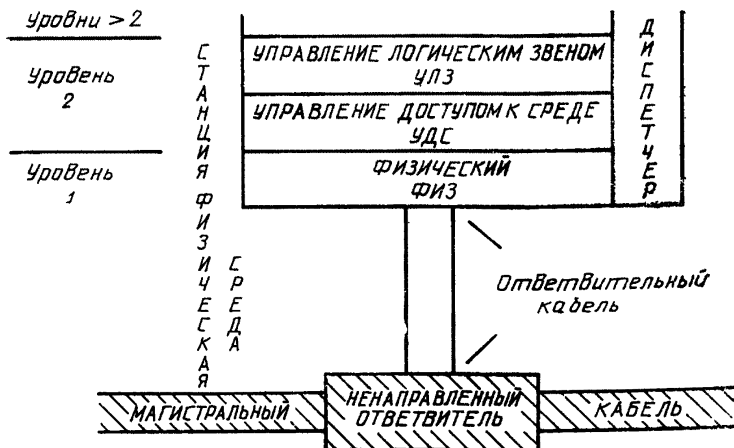 Уровни > 2
Уровень
2
Уровень
1
СТАНЦИЯ
ФИЗИЧЕСКАЯ
СРЕДА
УПРАВЛЕНИЕ ЛОГИЧЕСКИМ ЗВЕНОМ
УЛЗ
УПРАВЛЕНИЕ ДОСТУПОМ К СРЕДЕ
УДС
ФИЗИЧЕСКИЙ
ФИЗ
ДИСПЕТЧЕР
Ответвительный
кабель
МАГИСТРАЛЬНЫЙ
НЕНАПРАВЛЕННЫЙ
ОТВЕТВИТЕЛЬ
КАБЕЛЬ